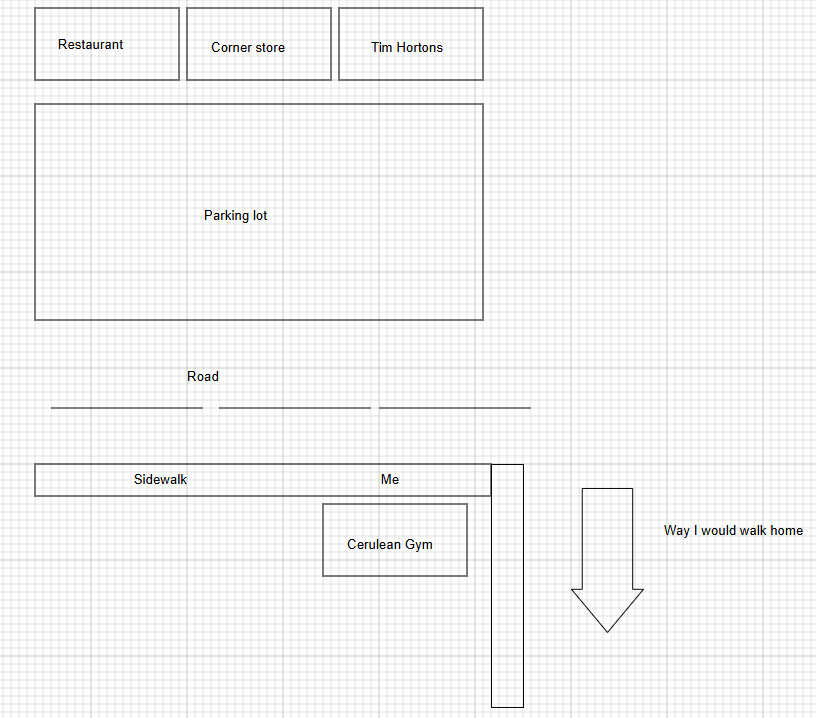 Restaurant
Corner store
Tim Hortons
Parking lot
Road
Sidewalk
Me
Way I would walk home
Cerulean Gym